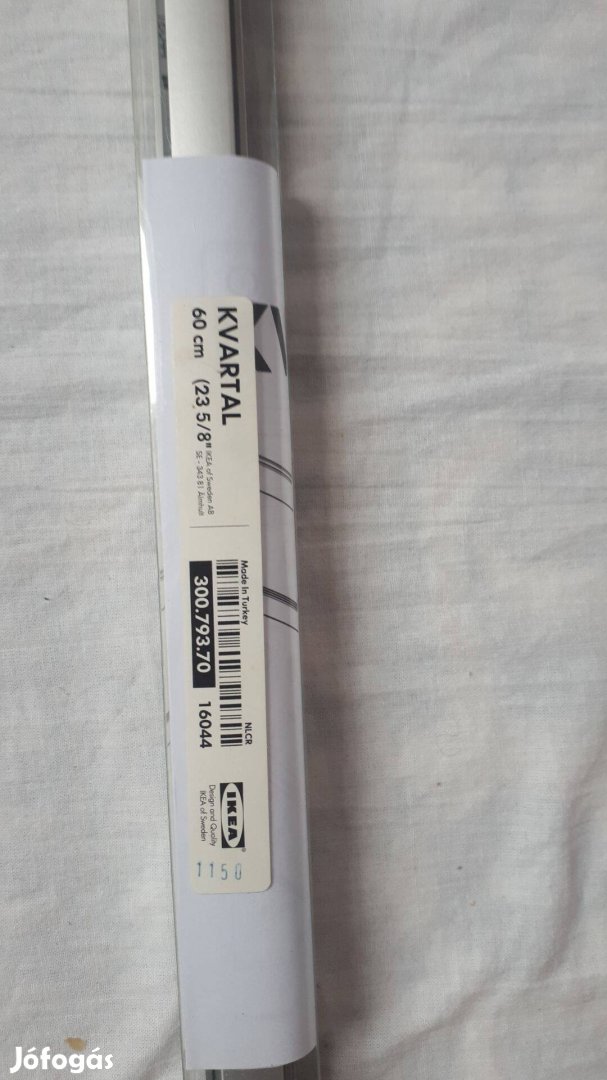 KVARTAL
60 cm (23 5/8"
IKEA of Sweden AB
SE - 343 81 Älmhult
Made in Turkey
NLCR
300.793.70 16044
IKEA®
Design and Quality
IKEA of Sweden
1150
Jófogás